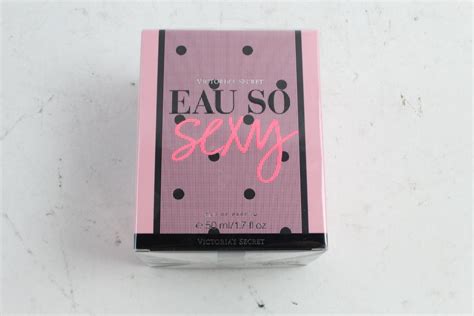 VICTORIA'S SECRET
EAU SO
sexy
EAU DE PARFUM
℮ 50 ml/1.7 fl oz
VICTORIA'S SECRET